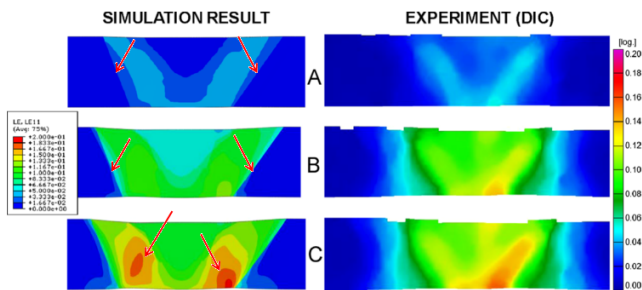 SIMULATION RESULT
EXPERIMENT (DIC)
A
B
C
LE, LE11
(Avg: 75%)
+2.000e-01
+1.833e-01
+1.667e-01
+1.500e-01
+1.333e-01
+1.167e-01
+1.000e-01
+8.333e-02
+6.667e-02
+5.000e-02
+3.333e-02
+1.667e-02
+0.000e+00
[log.]
0.20
0.18
0.16
0.14
0.12
0.10
0.08
0.06
0.04
0.02
0.00